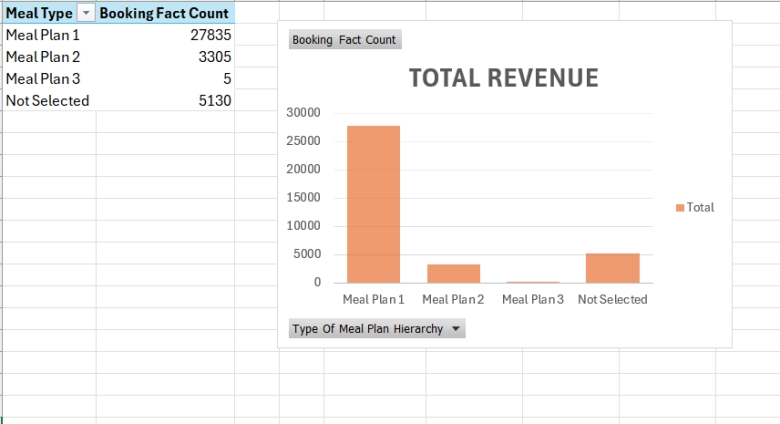 Meal Type Booking Fact Count
Meal Plan 1 27835
Meal Plan 2 3305
Meal Plan 3 5
Not Selected 5130
Booking Fact Count
TOTAL REVENUE
30000
25000
20000
15000
10000
5000
0
Meal Plan 1 Meal Plan 2 Meal Plan 3 Not Selected
Total
Type Of Meal Plan Hierarchy